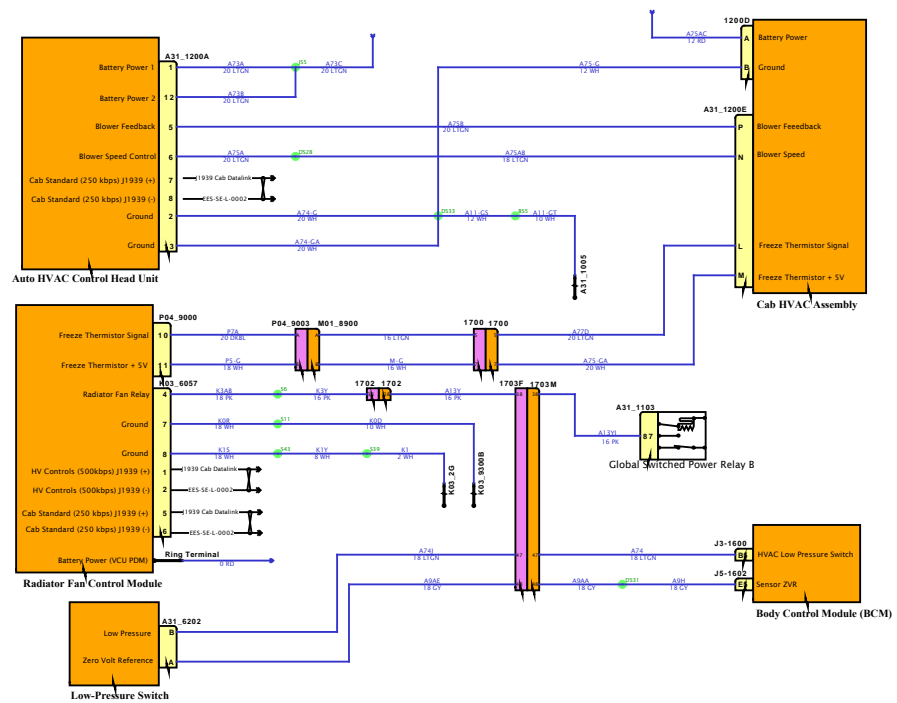 1200D
A75AC
12 RD
A Battery Power
B Ground
A75-G
12 WH
A31_1200A
Battery Power 1 1
A73A
20 LTGN
A73C
20 LTGN
Battery Power 2 12
A73B
20 LTGN
A31_1200E
Blower Feedback 5
A75B
20 LTGN
P Blower Feeedback
Blower Speed Control 6
A75A
20 LTGN
DS28
A75AB
18 LTGN
N Blower Speed
Cab Standard (250 kbps) J1939 (+) 7
J1939 Cab Datalink
Cab Standard (250 kbps) J1939 (-) 8
EES-SE-L-0002
Ground 2
A74-G
20 WH
DS33
A11-GS
12 WH
A11-GT
10 WH
Ground 3
A74-GA
20 WH
A31_1005
L Freeze Thermistor Signal
M Freeze Thermistor + 5V
Auto HVAC Control Head Unit
Cab HVAC Assembly
P04_9000
Freeze Thermistor Signal 10
P7A
20 DKBL
P04_9003 M01_8900
16 LTGN
1700 1700
A77D
20 LTGN
Freeze Thermistor + 5V 11
P5-G
18 WH
M-G
16 WH
A75-GA
20 WH
K03_6057
Radiator Fan Relay 4
K3AB
18 PK
S6
K3Y
16 PK
1702 1702
A13Y
16 PK
1703F 1703M
38 38
Ground 7
K0R
18 WH
S11
K0D
10 WH
A31_1103
A13YJ
16 PK
87
Global Switched Power Relay B
Ground 8
K1S
18 WH
S43
K1Y
8 WH
S39
K1
2 WH
K03_2G
K03_9300B
HV Controls (500kbps) J1939 (+) 1
J1939 Cab Datalink
HV Controls (500kbps) J1939 (-) 2
EES-SE-L-0002
Cab Standard (250 kbps) J1939 (+) 5
J1939 Cab Datalink
Cab Standard (250 kbps) J1939 (-) 6
EES-SE-L-0002
Battery Power (VCU PDM)
Ring Terminal
0 RD
Radiator Fan Control Module
A74J
18 LTGN
47 47
A74
18 LTGN
J3-1600
HVAC Low Pressure Switch
A9AE
18 GY
A9AA
18 GY
DS31
A9H
18 GY
J5-1602
Sensor ZVR
Body Control Module (BCM)
A31_6202
Low Pressure B
Zero Volt Reference A
Low-Pressure Switch